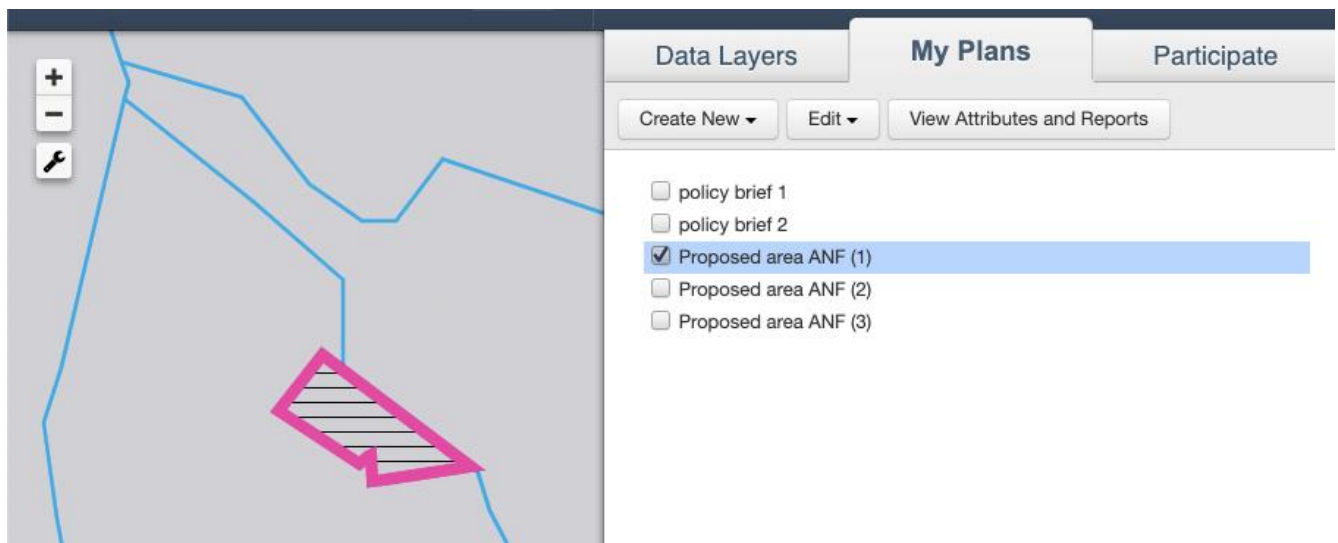 +
−
Data Layers My Plans Participate
Create New Edit View Attributes and Reports
policy brief 1
policy brief 2
Proposed area ANF (1)
Proposed area ANF (2)
Proposed area ANF (3)